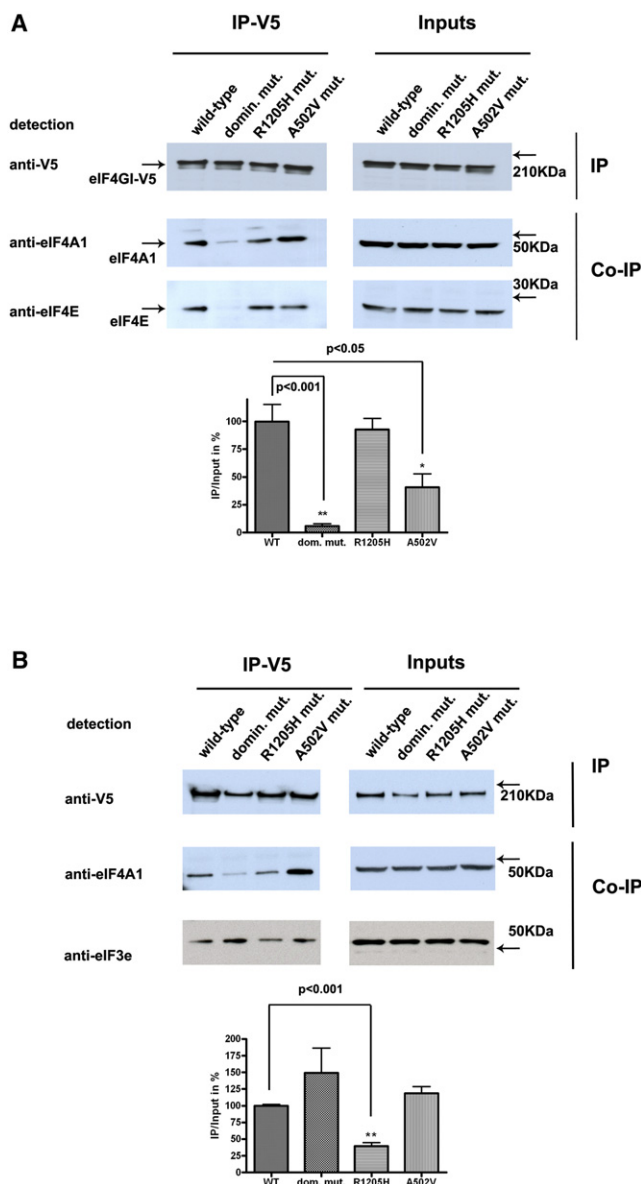 A
IP-V5 Inputs
detection
wild-type domin. mut. R1205H mut. A502V mut. wild-type domin. mut. R1205H mut. A502V mut.
anti-V5 eIF4GI-V5 210KDa IP
anti-eIF4A1 eIF4A1 50KDa Co-IP
30KDa
anti-eIF4E eIF4E
p<0.05
p<0.001
IP/Input in %
100
75
50
25
0
** *
WT dom. mut. R1205H A502V
B
IP-V5 Inputs
detection
wild-type domin. mut. R1205H mut. A502V mut. wild-type domin. mut. R1205H mut. A502V mut.
anti-V5 210KDa IP
anti-eIF4A1 50KDa Co-IP
50KDa
anti-eIF3e
p<0.001
IP/Input in %
175
150
125
100
75
50
25
0
**
WT dom. mut. R1205H A502V